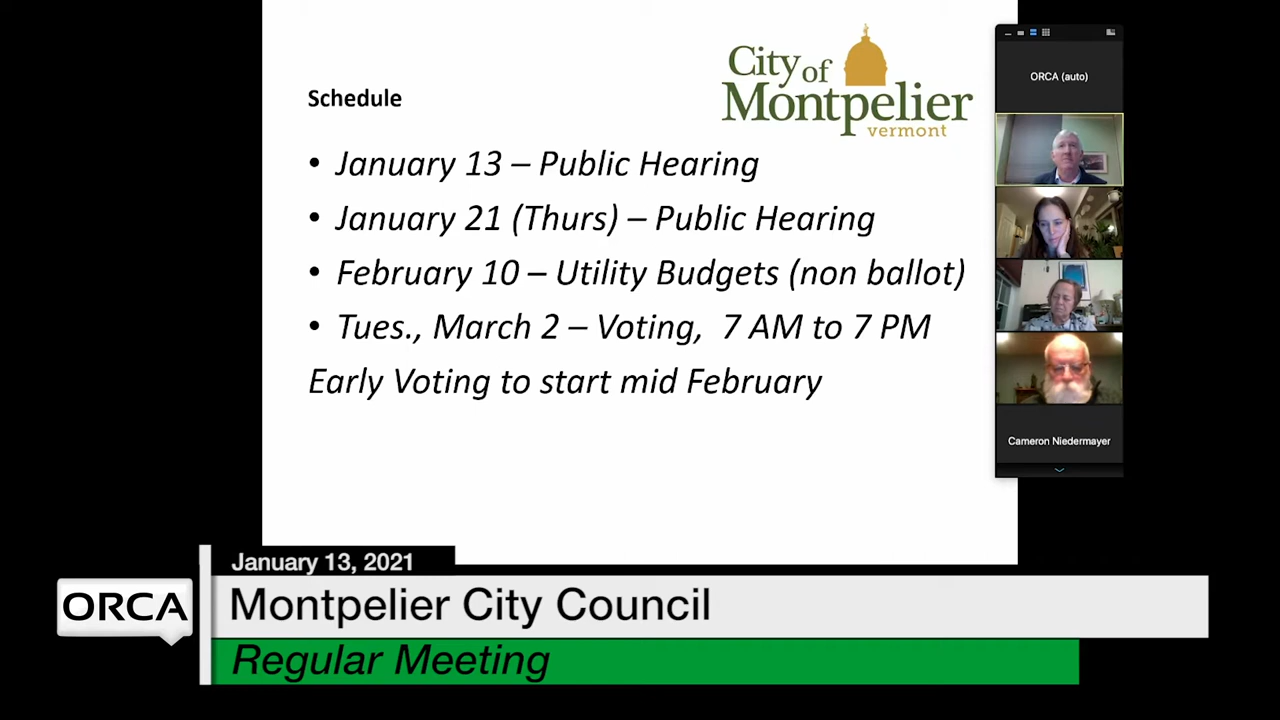 Schedule
City of
Montpelier
vermont
• January 13 – Public Hearing
• January 21 (Thurs) – Public Hearing
• February 10 – Utility Budgets (non ballot)
• Tues., March 2 – Voting, 7 AM to 7 PM
Early Voting to start mid February
ORCA (auto)
Cameron Niedermayer
January 13, 2021
ORCA
Montpelier City Council
Regular Meeting